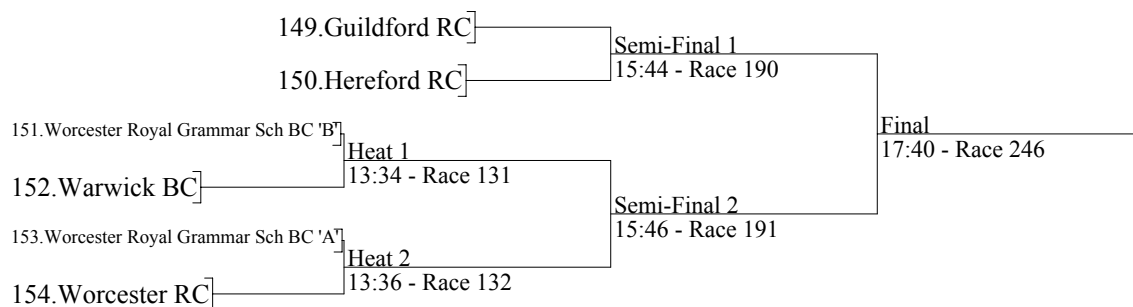 149.Guildford RC
Semi-Final 1
15:44 - Race 190
150.Hereford RC
151.Worcester Royal Grammar Sch BC 'B'
Final
17:40 - Race 246
Heat 1
13:34 - Race 131
152.Warwick BC
Semi-Final 2
15:46 - Race 191
153.Worcester Royal Grammar Sch BC 'A'
Heat 2
13:36 - Race 132
154.Worcester RC